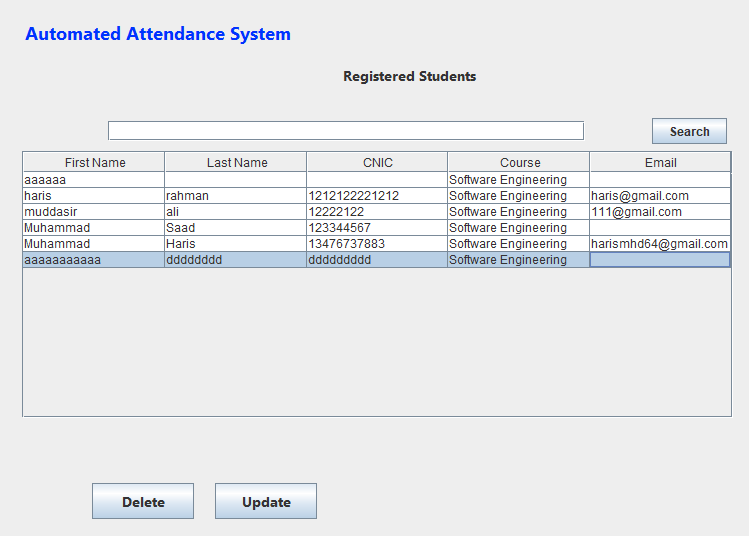 Automated Attendance System
Registered Students
Search
First Name Last Name CNIC Course Email
aaaaaa Software Engineering
haris rahman 1212122221212 Software Engineering haris@gmail.com
muddasir ali 12222122 Software Engineering 111@gmail.com
Muhammad Saad 123344567 Software Engineering
Muhammad Haris 13476737883 Software Engineering harismhd64@gmail.com
aaaaaaaaaaa dddddddd ddddddddd Software Engineering
Delete Update